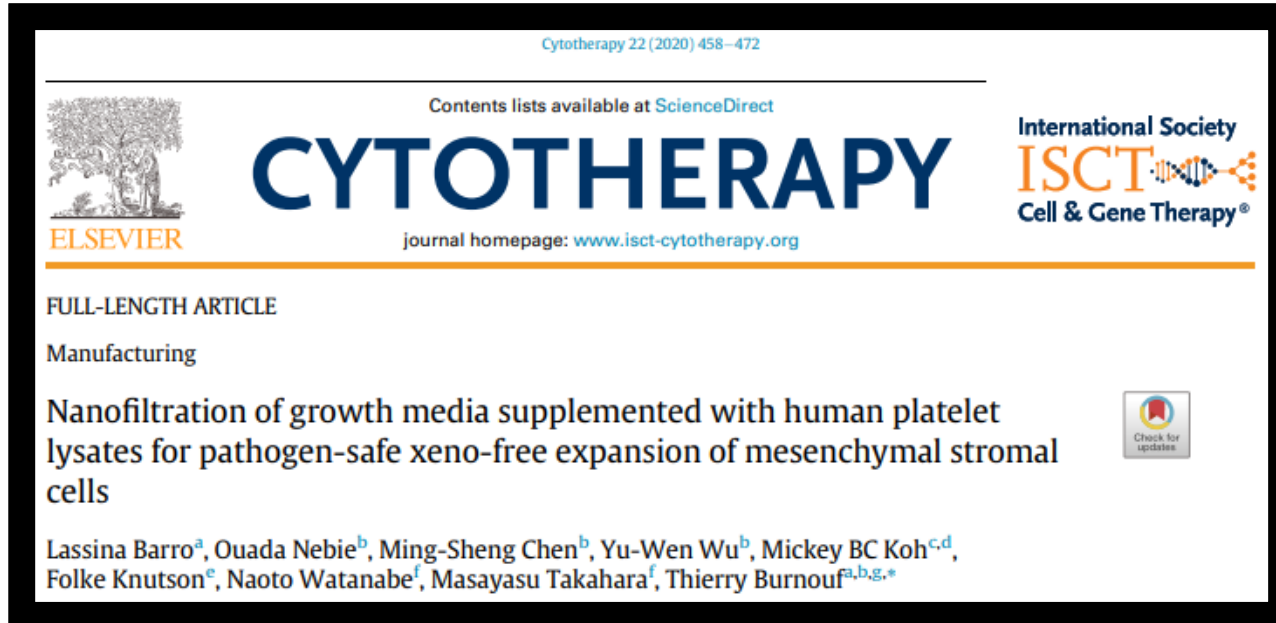 Cytotherapy 22 (2020) 458–472
Contents lists available at ScienceDirect
CYTOTHERAPY
journal homepage: www.isct-cytotherapy.org
ELSEVIER
International Society
ISCT
Cell & Gene Therapy®
FULL-LENGTH ARTICLE
Manufacturing
Nanofiltration of growth media supplemented with human platelet
lysates for pathogen-safe xeno-free expansion of mesenchymal stromal
cells
Check for
updates
Lassina Barroa, Ouada Nebieb, Ming-Sheng Chenb, Yu-Wen Wub, Mickey BC Kohc,d,
Folke Knutsone, Naoto Watanabef, Masayasu Takaharaf, Thierry Burnoufa,b,g,*